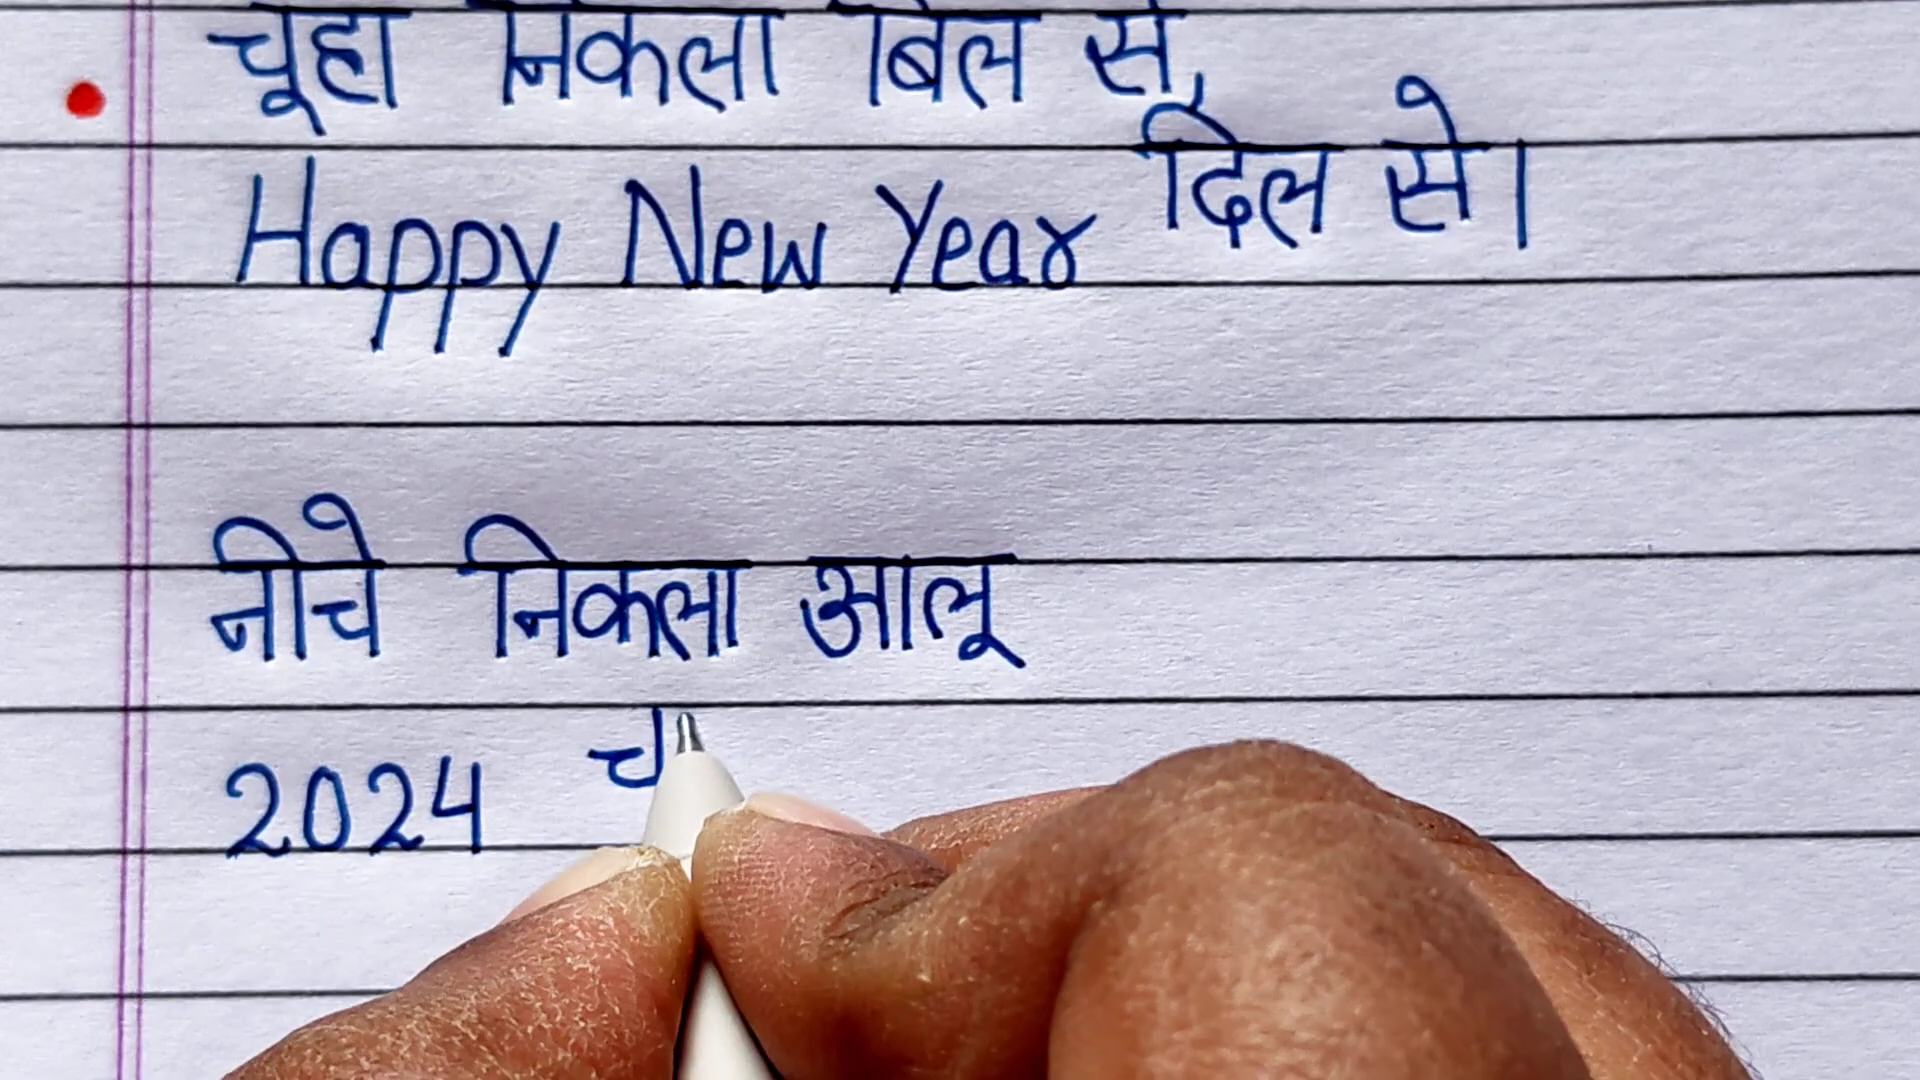 चूहा निकला बिल से,
Happy New Year दिल से।
नीचे निकला आलू
2024 च